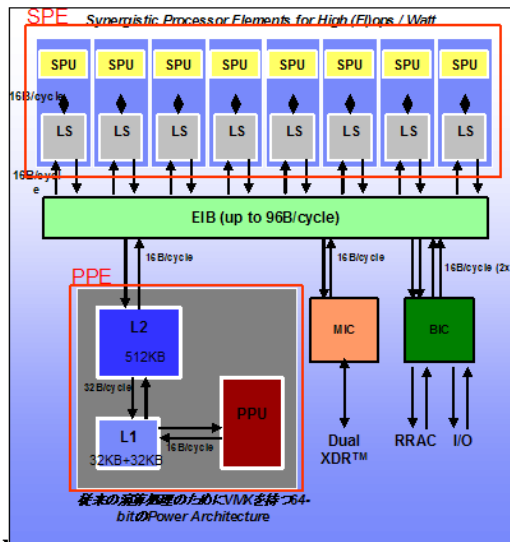 SPE
Synergistic Processor Elements for High (Fl)ops / Watt
SPU SPU SPU SPU SPU SPU SPU SPU
16B/cycle
LS LS LS LS LS LS LS LS
16B/cycl
e
EIB (up to 96B/cycle)
16B/cycle 16B/cycle 16B/cycle (2x
PPE
L2
512KB
MIC BIC
32B/cycle
L1
PPU
16B/cycle
32KB+32KB
Dual
XDR™
RRAC I/O
従来の演算処理のためにVMXを持つ64-
bitのPower Architecture